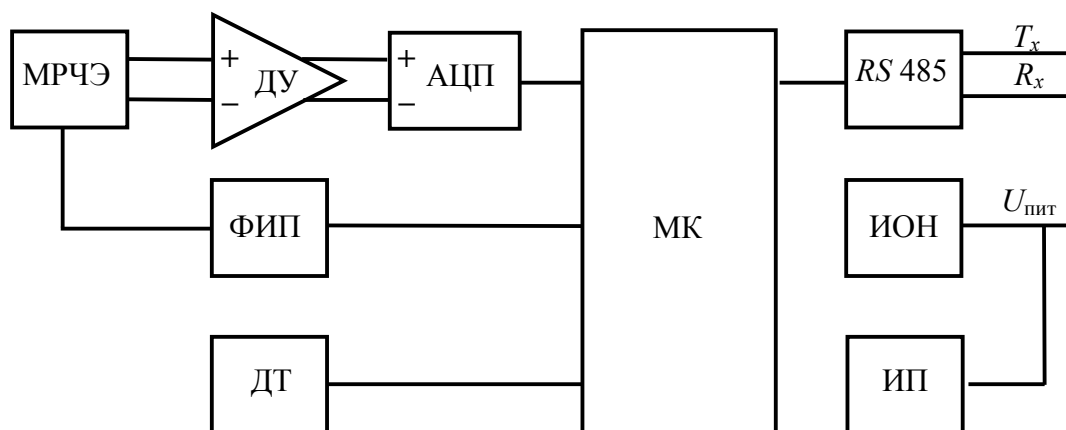 МРЧЭ
+
−
ДУ
+
−
АЦП
МК
RS 485
Tx
Rx
ФИП
ИОН
Uпит
ДТ
ИП